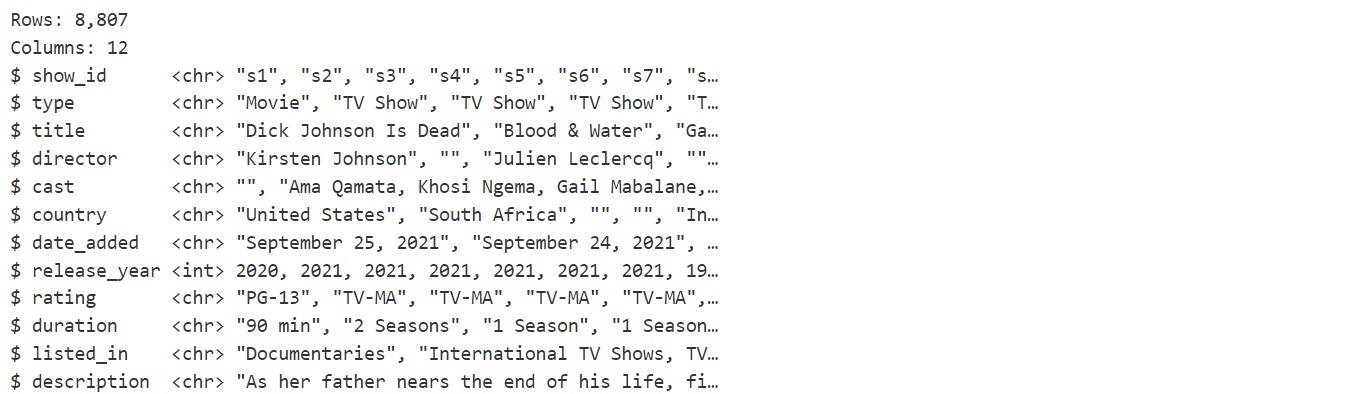 Rows: 8,807
Columns: 12
$ show_id      <chr> "s1", "s2", "s3", "s4", "s5", "s6", "s7", "s…
$ type         <chr> "Movie", "TV Show", "TV Show", "TV Show", "T…
$ title        <chr> "Dick Johnson Is Dead", "Blood & Water", "Ga…
$ director     <chr> "Kirsten Johnson", "", "Julien Leclercq", ""…
$ cast         <chr> "", "Ama Qamata, Khosi Ngema, Gail Mabalane,…
$ country      <chr> "United States", "South Africa", "", "", "In…
$ date_added   <chr> "September 25, 2021", "September 24, 2021", …
$ release_year <int> 2020, 2021, 2021, 2021, 2021, 2021, 2021, 19…
$ rating       <chr> "PG-13", "TV-MA", "TV-MA", "TV-MA", "TV-MA",…
$ duration     <chr> "90 min", "2 Seasons", "1 Season", "1 Season…
$ listed_in    <chr> "Documentaries", "International TV Shows, TV…
$ description  <chr> "As her father nears the end of his life, fi…